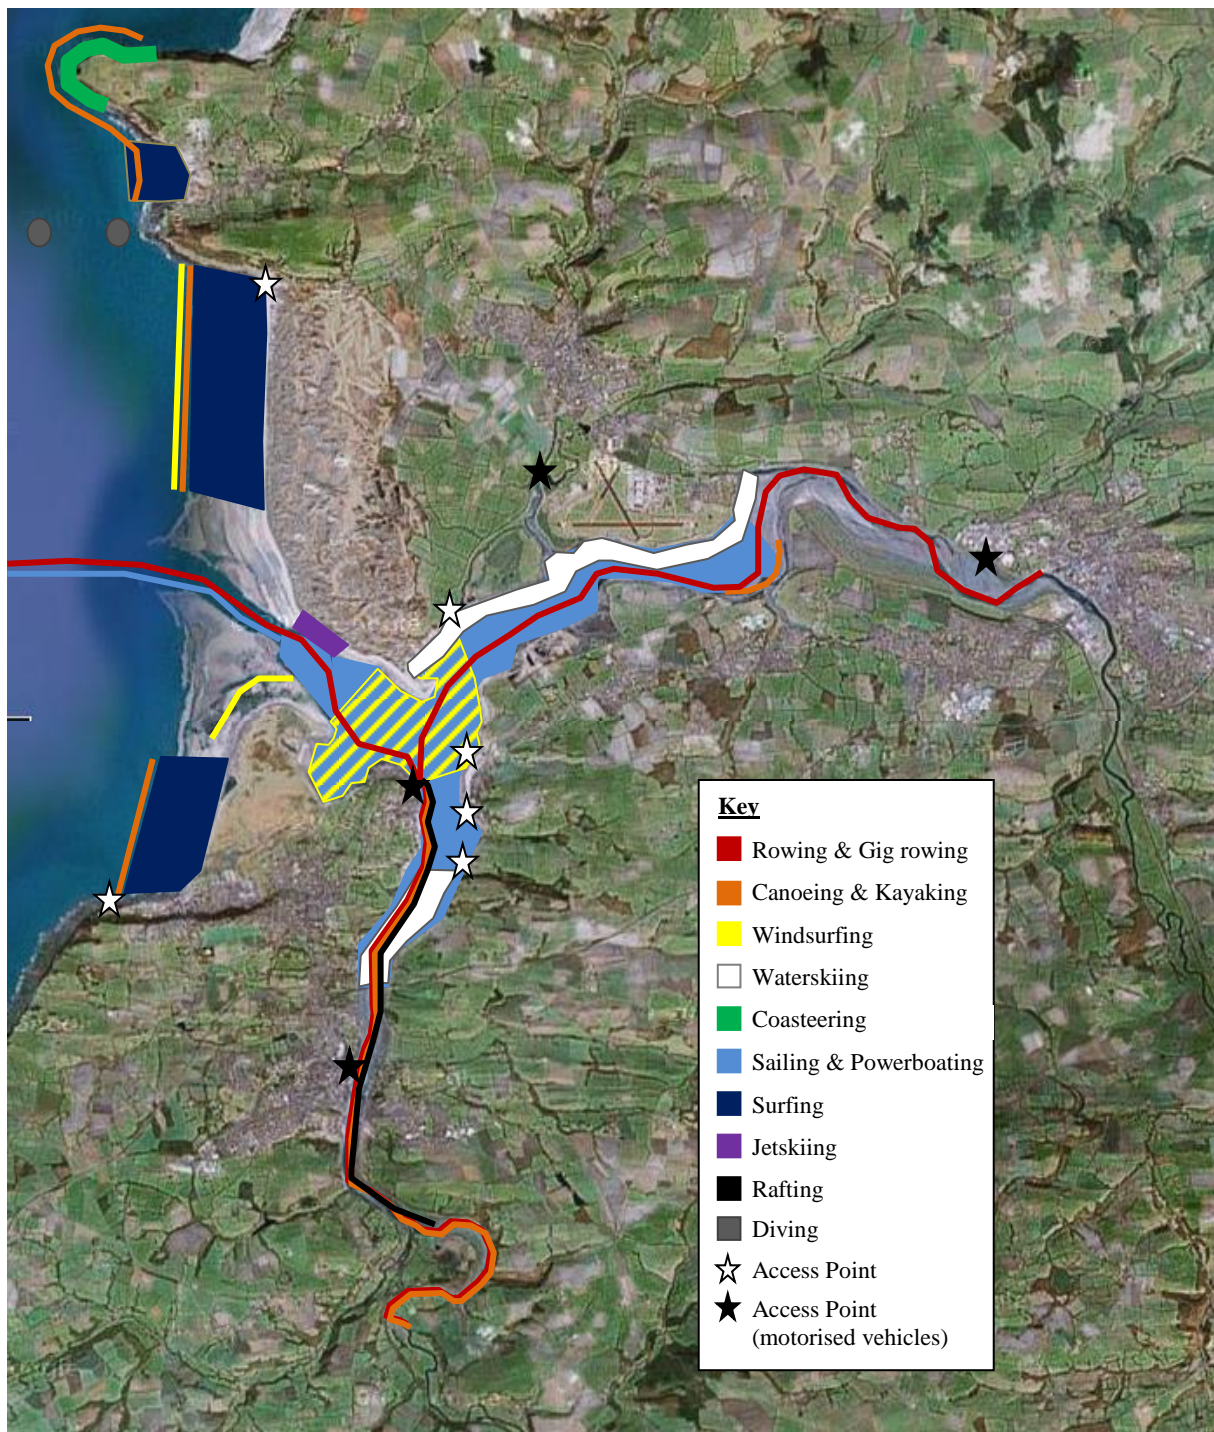 Key
Rowing & Gig rowing
Canoeing & Kayaking
Windsurfing
Waterskiing
Coasteering
Sailing & Powerboating
Surfing
Jetskiing
Rafting
Diving
Access Point
Access Point
(motorised vehicles)